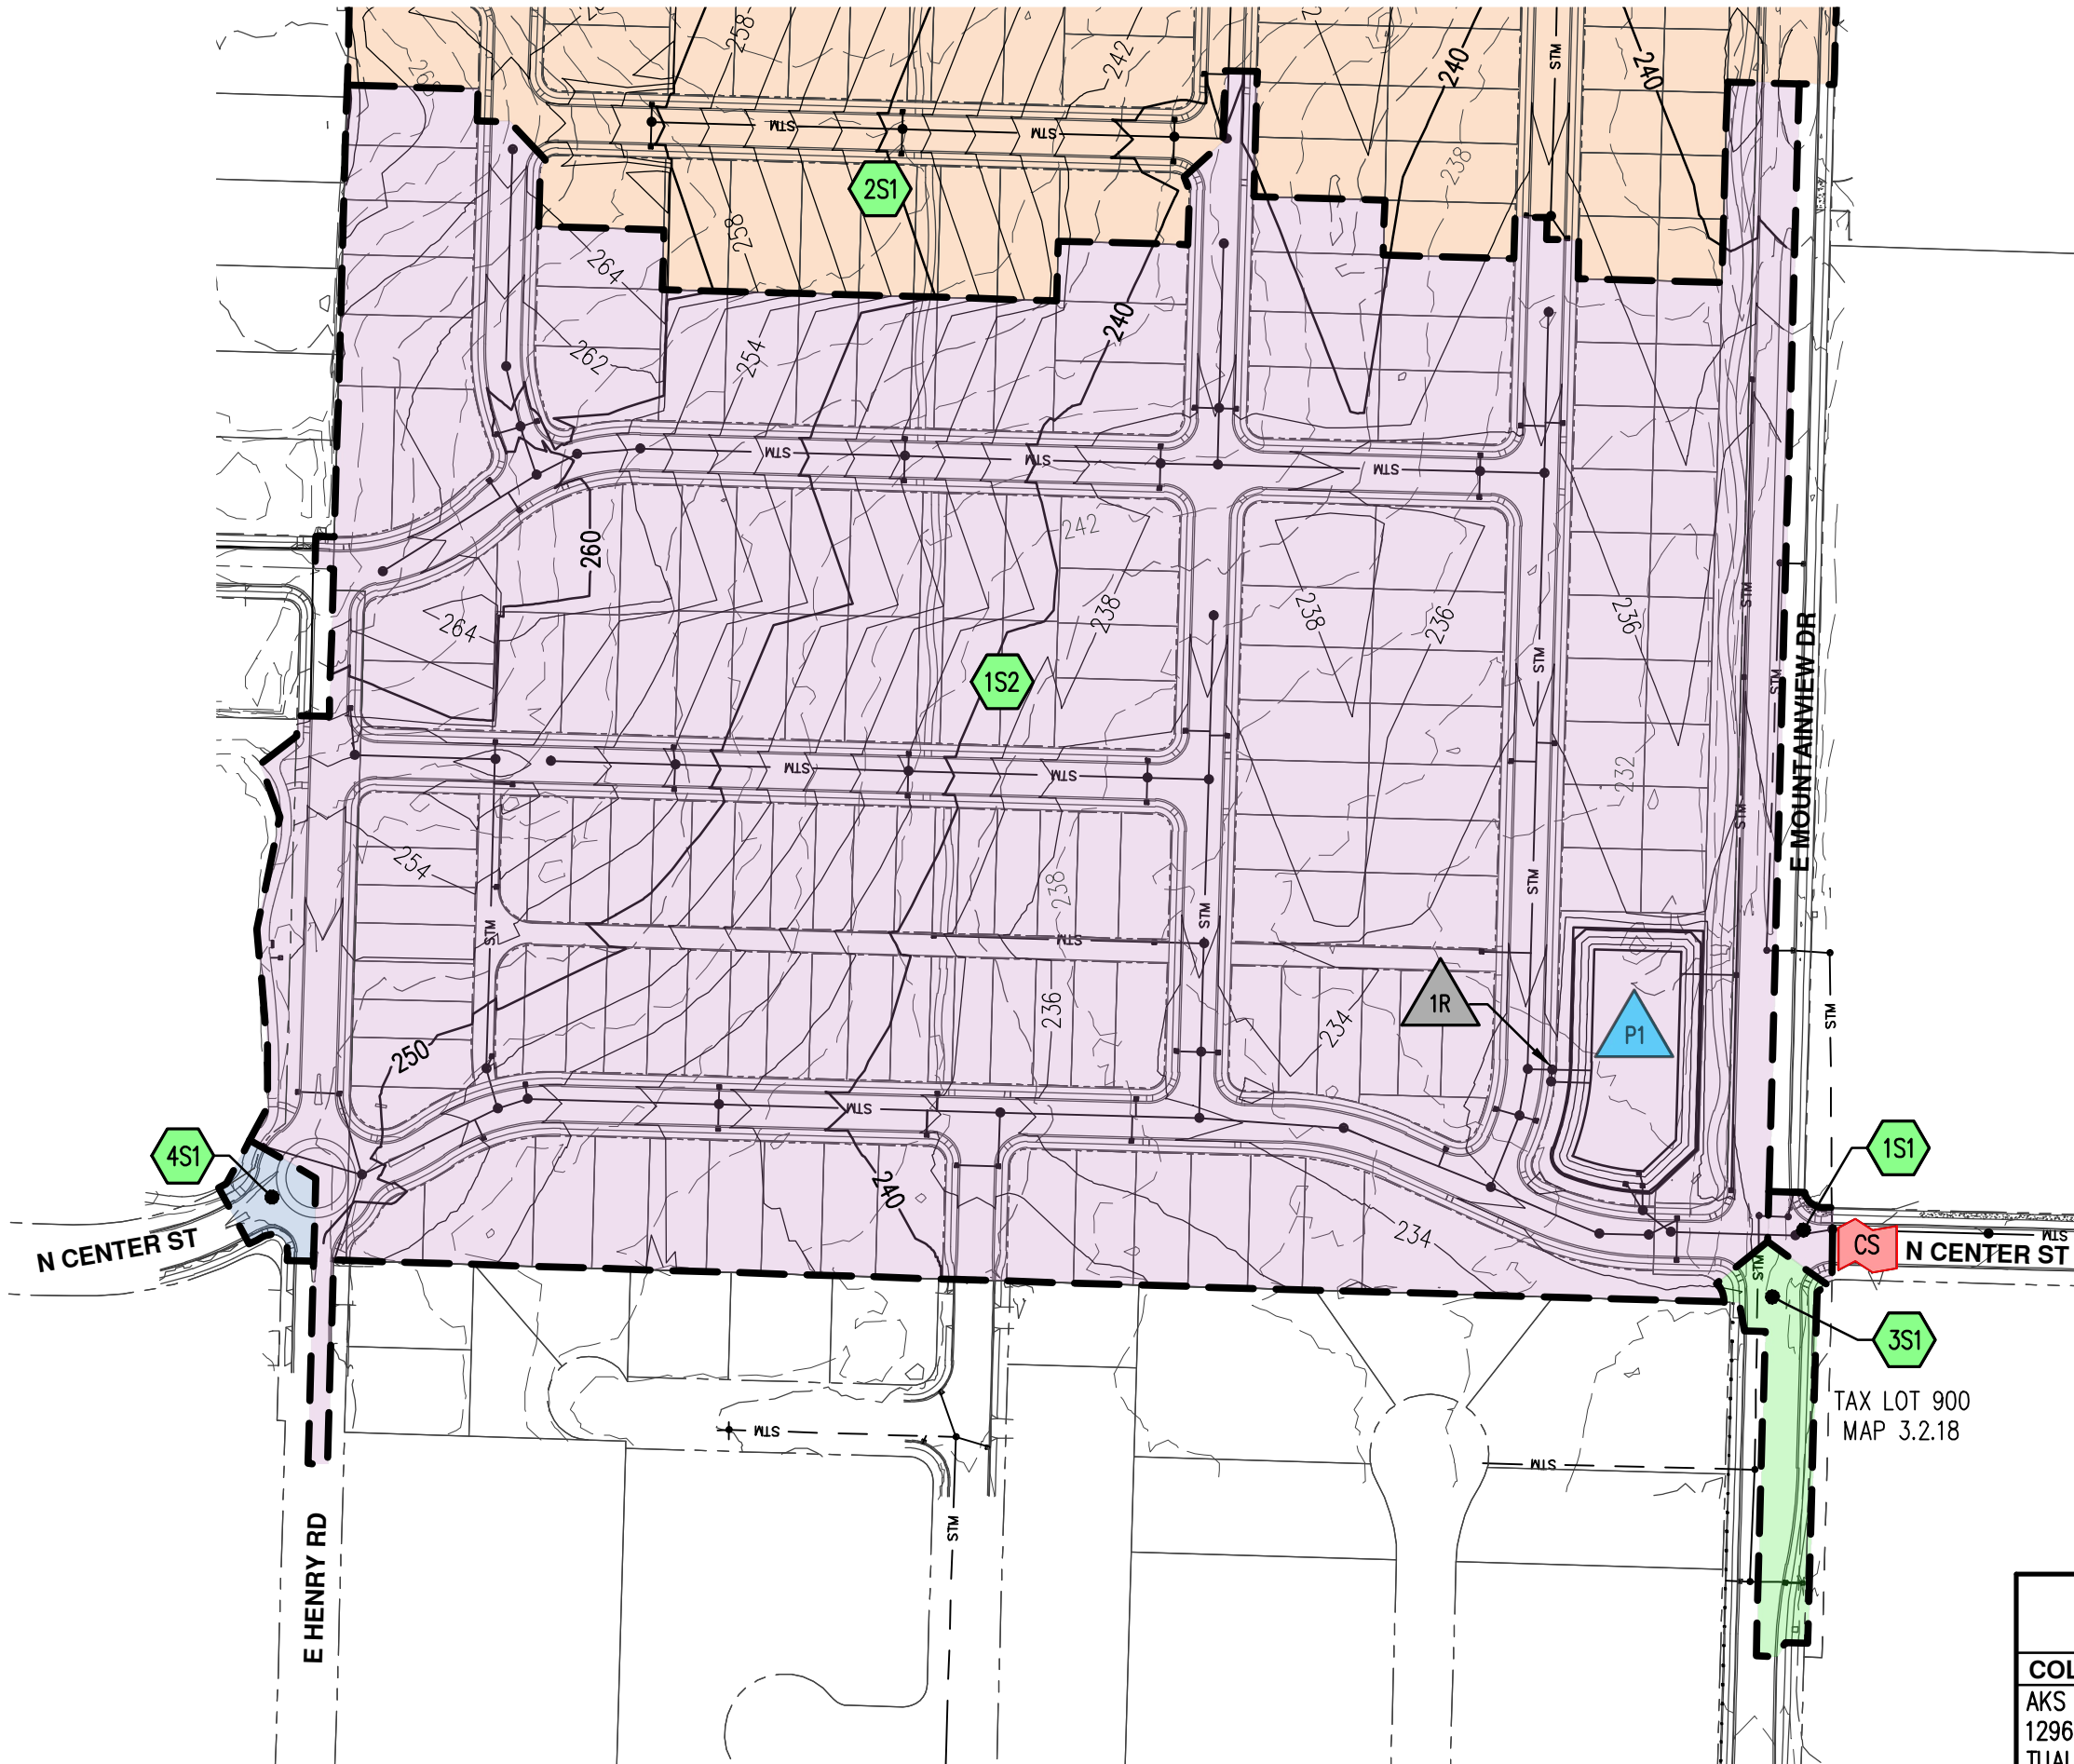 258
242
240
STM
240
STM
STM
238
2S1
258
264
240
262
254
STM
STM
STM
242
260
264
238
238
236
236
STM
STM
STM
1S2
E MOUNTAINVIEW DR
STM
STM
232
STM
254
238
STM
STM
STM
STM
236
234
1R
P1
STM
250
STM
240
4S1
1S1
N CENTER ST
234
STM
CS
N CENTER ST
STM
3S1
TAX LOT 900
MAP 3.2.18
STM
STM
STM
E HENRY RD
COL
AKS
1296